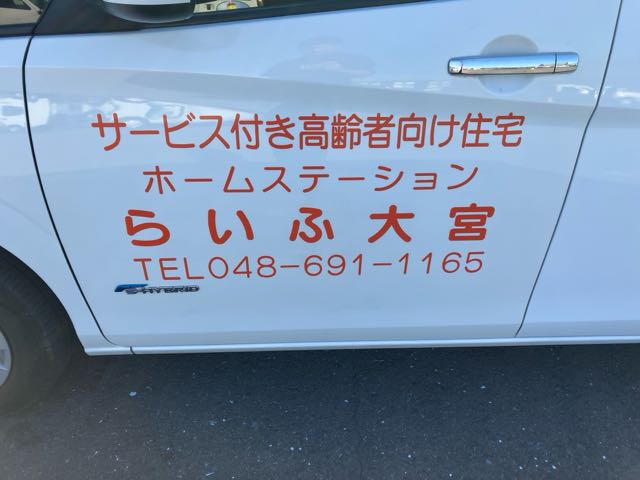 サービス付き高齢者向け住宅
ホームステーション
らいふ大宮
TEL048-691-1165
S-HYBRID